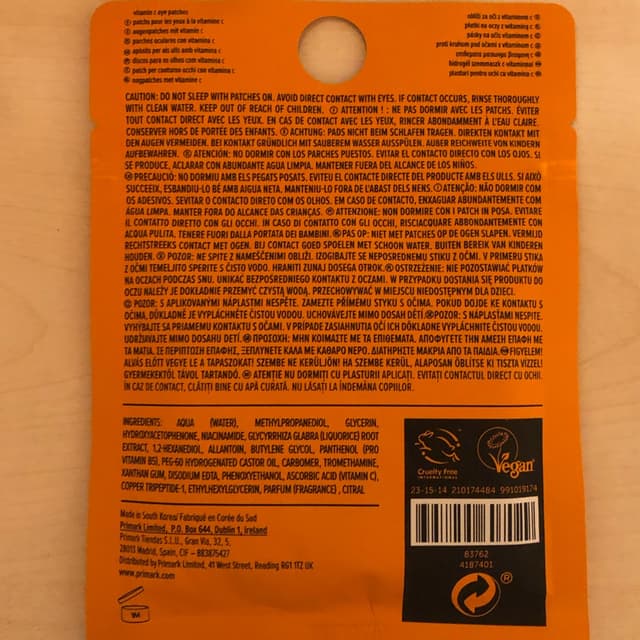 vitamin c eye patches
patchs pour les yeux à la vitamine c
augenpatches mit vitamin c
parches oculares con vitamina c
apòsits per als ulls amb vitamina c
discos para os olhos com vitamina c
patch per contorno occhi con vitamina c
oogpatches met vitamine c
obliži za oči z vitaminom c
płatki na oczy z witaminą c
pásky na očis vitaminem c
proti kruhom pod očami z vitaminom c
hidrogél szemmaszk c-vitaminnal
plasturi pentru ochi cu vitamina c
CAUTION: DO NOT SLEEP WITH PATCHES ON. AVOID DIRECT CONTACT WITH EYES. IF CONTACT OCCURS, RINSE THOROUGHLY
WITH CLEAN WATER. KEEP OUT OF REACH OF CHILDREN. ATTENTION ! : NE PAS DORMIR AVEC LES PATCHS. ÉVITER
TOUT CONTACT DIRECT AVEC LES YEUX. EN CAS DE CONTACT AVEC LES YEUX, RINCER ABONDAMMENT À L'EAU CLAIRE.
CONSERVER HORS DE PORTÉE DES ENFANTS. ACHTUNG: PADS NICHT BEIM SCHLAFEN TRAGEN. DIREKTEN KONTAKT MIT
DEN AUGEN VERMEIDEN. BEI KONTAKT GRÜNDLICH MIT SAUBEREM WASSER AUSSPÜLEN. AUßER REICHWEITE VON KINDERN
AUFBEWAHREN. ATENCIÓN: NO DORMIR CON LOS PARCHES PUESTOS. EVITAR EL CONTACTO DIRECTO CON LOS OJOS. SI
SE PRODUCE, ACLARAR CON ABUNDANTE AGUA LIMPIA. MANTENER FUERA DEL ALCANCE DE LOS NIÑOS.
PRECAUCIÓ: NO DORMIU AMB ELS PEGATS POSATS. EVITEU EL CONTACTE DIRECTE DEL PRODUCTE AMB ELS ULLS. SI AIXÒ
SUCCEEIX, ESBANDIU-LO BÉ AMB AIGUA NETA. MANTENIU-LO FORA DE L'ABAST DELS NENS. ATENÇÃO: NÃO DORMIR COM
OS ADESIVOS. SEVITAR O CONTACTO DIRETO COM OS OLHOS. EM CASO DE CONTACTO, ENXAGUAR ABUNDANTEMENTE COM
ÁGUA LIMPA. MANTER FORA DO ALCANCE DAS CRIANÇAS. ATTENZIONE: NON DORMIRE CON I PATCH IN POSA. EVITARE
IL CONTATTO DIRETTO CON GLI OCCHI. IN CASO DI CONTATTO CON GLI OCCHI, RISCIACQUARE ABBONDANTEMENTE CON
ACQUA PULITA. TENERE FUORI DALLA PORTATA DEI BAMBINI. PAS OP: NIET MET PATCHES OP DE OGEN SLAPEN. VERMIJD
RECHTSTREEKS CONTACT MET OGEN. BIJ CONTACT GOED SPOELEN MET SCHOON WATER. BUITEN BEREIK VAN KINDEREN
HOUDEN. POZOR: NE SPITE Z NAMEŠČENIMI OBLIŽI. IZOGIBAJTE SE NEPOSREDNEMU STIKU Z OČMI. V PRIMERU STIKA
Z OČMI TEMELJITO SPERITE S ČISTO VODO. HRANITI ZUNAJ DOSEGA OTROK. OSTRZEŻENIE: NIE POZOSTAWIAĆ PŁATKÓW
NA OCZACH PODCZAS SNU. UNIKAĆ BEZPOŚREDNIEGO KONTAKTU Z OCZAMI. W PRZYPADKU DOSTANIA SIĘ PRODUKTU DO
OCZU NALEŻY JE DOKŁADNIE PRZEMYĆ CZYSTĄ WODĄ. PRZECHOWYWAĆ W MIEJSCU NIEDOSTĘPNYM DLA DZIECI.
POZOR: S APLIKOVANÝMI NÁPLASTMI NESPĚTE. ZAMEZTE PŘÍMÉMU STYKU S OČIMA. POKUD DOJDE KE KONTAKTU S
OČIMA, DŮKLADNĚ JE VYPLÁCHNĚTE ČISTOU VODOU. UCHOVÁVEJTE MIMO DOSAH DĚTÍ. POZOR: S NÁPLASŤAMI NESPITE.
VYHÝBAJTE SA PRIAMEMU KONTAKTU S OČAMI. V PRÍPADE ZASIAHNUTIA OČÍ ICH DÔKLADNE VYPLÁCHNITE ČISTOU VODOU.
UDRŽIAVAJTE MIMO DOSAHU DETÍ. ΠΡΟΣΟΧΗ: ΜΗΝ ΚΟΙΜΑΣΤΕ ΜΕ ΤΑ ΕΠΙΘΕΜΑΤΑ. ΑΠΟΦΥΓΕΤΕ ΤΗΝ ΑΜΕΣΗ ΕΠΑΦΗ ΜΕ
ΤΑ ΜΑΤΙΑ. ΣΕ ΠΕΡΙΠΤΩΣΗ ΕΠΑΦΗΣ, ΞΕΠΛΥΝΕΤΕ ΚΑΛΑ ΜΕ ΚΑΘΑΡΟ ΝΕΡΟ. ΔΙΑΤΗΡΗΣΤΕ ΜΑΚΡΙΑ ΑΠΟ ΤΑ ΠΑΙΔΙΑ. FIGYELEM!
ALVÁS ELŐTT VEGYE LE A TAPASZOKAT! SZEMBE NE KERÜLJÖN! HA SZEMBE KERÜL, ALAPOSAN ÖBLÍTSE KI TISZTA VÍZZEL!
GYERMEKEKTŐL TÁVOL TARTANDÓ. ATENȚIE NU DORMIȚI CU PLASTURII APLICAȚI. EVITAȚI CONTACTUL DIRECT CU OCHII.
ÎN CAZ DE CONTACT, CLĂTIȚI BINE CU APĂ CURATĂ. NU LĂSAȚI LA ÎNDEMÂNA COPIILOR.
INGREDIENTS: AQUA (WATER), METHYLPROPANEDIOL, GLYCERIN,
HYDROXYACETOPHENONE, NIACINAMIDE, GLYCYRRHIZA GLABRA (LIQUORICE) ROOT
EXTRACT, 1,2-HEXANEDIOL, ALLANTOIN, BUTYLENE GLYCOL, PANTHENOL (PRO
VITAMIN B5), PEG-60 HYDROGENATED CASTOR OIL, CARBOMER, TROMETHAMINE,
XANTHAN GUM, DISODIUM EDTA, PHENOXYETHANOL, ASCORBIC ACID (VITAMIN C),
COPPER TRIPEPTIDE-1, ETHYLHEXYLGLYCERIN, PARFUM (FRAGRANCE) , CITRAL
Made in South Korea/ Fabriqué en Corée du Sud
Primark Limited, P.O. Box 644, Dublin 1, Ireland
Primark Tiendas S.L.U., Gran Vía, 32, 5,
28013 Madrid, Spain, CIF – B83875427
Distributed by Primark Limited, 41 West Street, Reading RG1 1TZ UK
www.primark.com
Cruelty Free
INTERNATIONAL
Vegan
23-15-14 210174484 991019174
83762
4187401
®